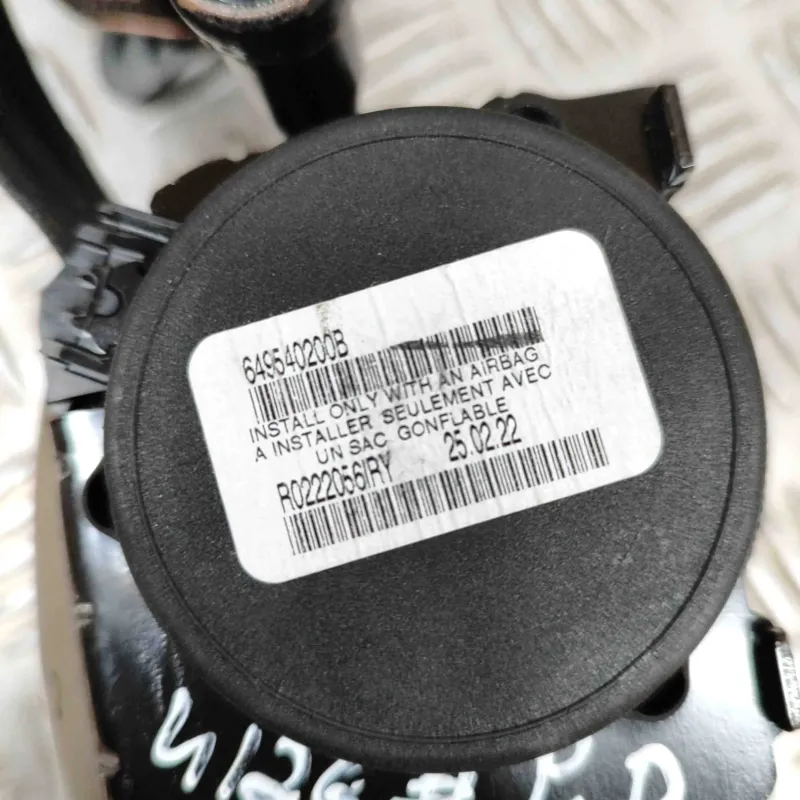 649540200B
INSTALL ONLY WITH AN AIRBAG
A INSTALLER SEULEMENT AVEC
UN SAC GONFLABLE
R0222056IRY 25.02.22